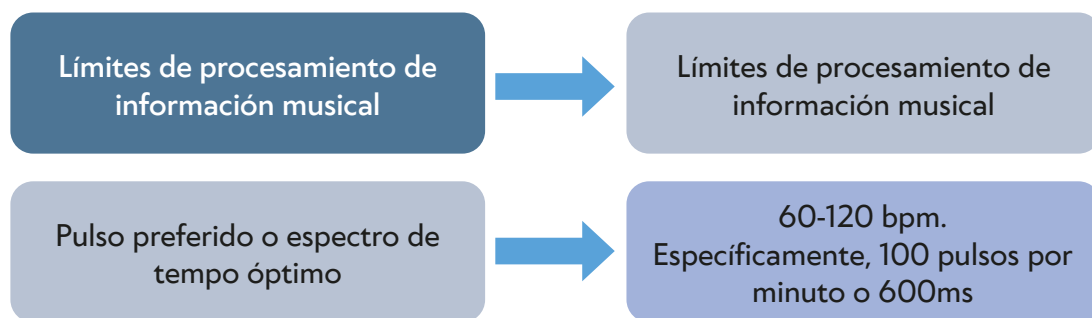 Límites de procesamiento de
información musical
Límites de procesamiento de
información musical
Pulso preferido o espectro de
tempo óptimo
60-120 bpm.
Específicamente, 100 pulsos por
minuto o 600ms